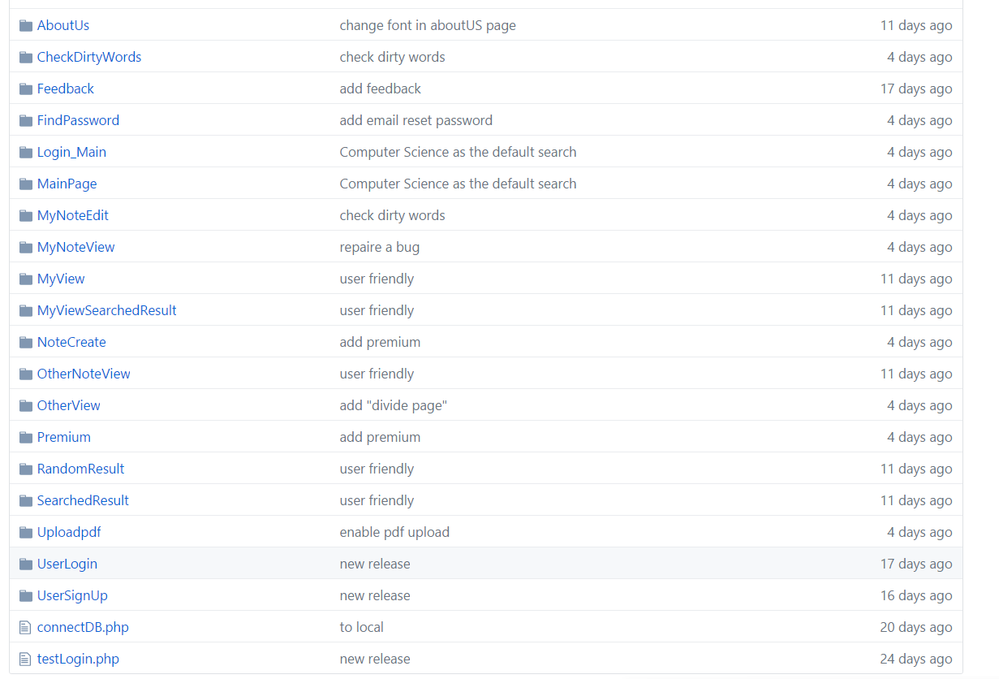 AboutUs change font in aboutUS page 11 days ago
CheckDirtyWords check dirty words 4 days ago
Feedback add feedback 17 days ago
FindPassword add email reset password 4 days ago
Login_Main Computer Science as the default search 4 days ago
MainPage Computer Science as the default search 4 days ago
MyNoteEdit check dirty words 4 days ago
MyNoteView repaire a bug 4 days ago
MyView user friendly 11 days ago
MyViewSearchedResult user friendly 11 days ago
NoteCreate add premium 4 days ago
OtherNoteView user friendly 11 days ago
OtherView add "divide page" 4 days ago
Premium add premium 4 days ago
RandomResult user friendly 11 days ago
SearchedResult user friendly 11 days ago
Uploadpdf enable pdf upload 4 days ago
UserLogin new release 17 days ago
UserSignUp new release 16 days ago
connectDB.php to local 20 days ago
testLogin.php new release 24 days ago